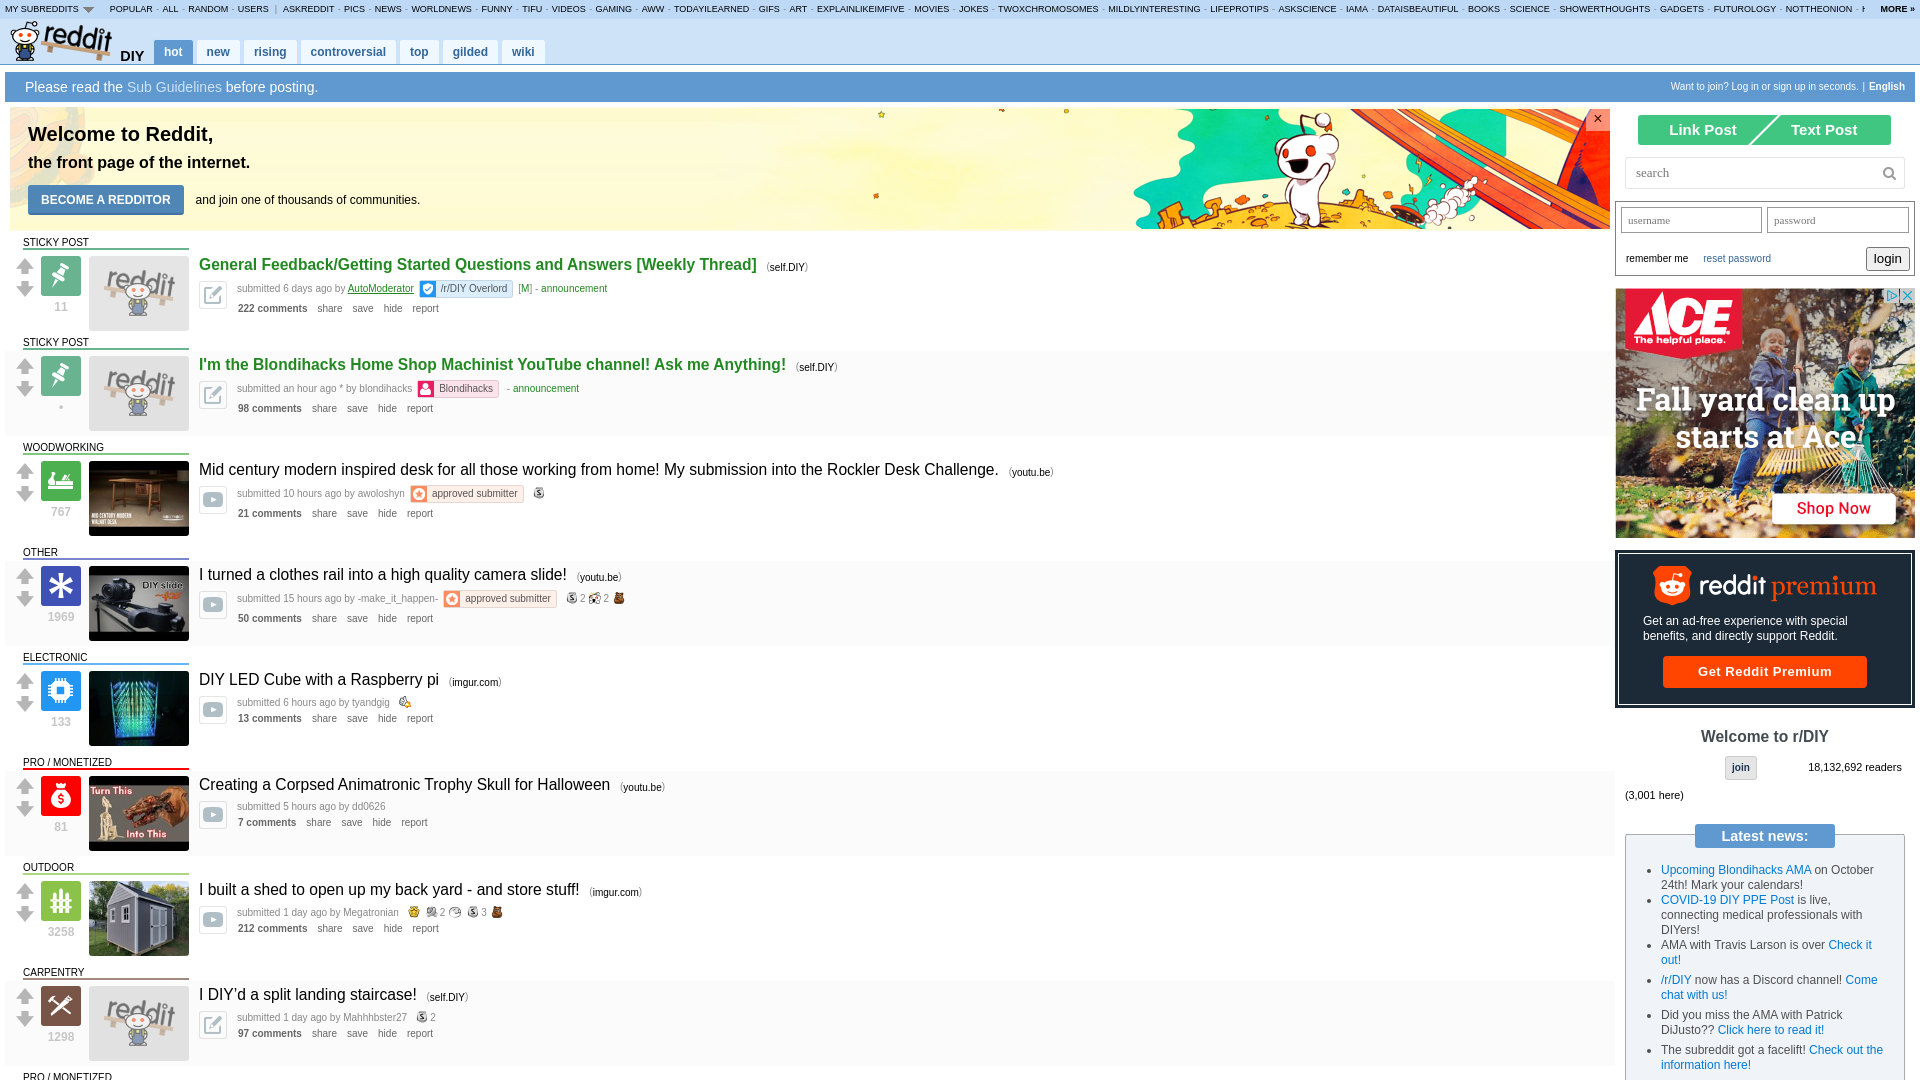 MY SUBREDDITS POPULAR - ALL - RANDOM - USERS | ASKREDDIT - PICS - NEWS - WORLDNEWS - FUNNY - TIFU - VIDEOS - GAMING - AWW - TODAYILEARNED - GIFS - ART - EXPLAINLIKEIMFIVE - MOVIES - JOKES - TWOXCHROMOSOMES - MILDLYINTERESTING - LIFEPROTIPS - ASKSCIENCE - IAMA - DATAISBEAUTIFUL - BOOKS - SCIENCE - SHOWERTHOUGHTS - GADGETS - FUTUROLOGY - NOTTHEONION - MORE »
reddit DIY hot new rising controversial top gilded wiki
Please read the Sub Guidelines before posting.
Want to join? Log in or sign up in seconds. | English
Welcome to Reddit,
the front page of the internet.
BECOME A REDDITOR and join one of thousands of communities.
×
STICKY POST
11
reddit
General Feedback/Getting Started Questions and Answers [Weekly Thread] (self.DIY)
submitted 6 days ago by AutoModerator /r/DIY Overlord [M] - announcement
222 comments share save hide report
STICKY POST
•
reddit
I'm the Blondihacks Home Shop Machinist YouTube channel! Ask me Anything! (self.DIY)
submitted an hour ago * by blondihacks Blondihacks - announcement
98 comments share save hide report
WOODWORKING
767
MID CENTURY MODERN
WALNUT DESK
Mid century modern inspired desk for all those working from home! My submission into the Rockler Desk Challenge. (youtu.be)
submitted 10 hours ago by awoloshyn approved submitter
21 comments share save hide report
OTHER
1969
DIY slide
I turned a clothes rail into a high quality camera slide! (youtu.be)
submitted 15 hours ago by -make_it_happen- approved submitter 2 2
50 comments share save hide report
ELECTRONIC
133
DIY LED Cube with a Raspberry pi (imgur.com)
submitted 6 hours ago by tyandgig
13 comments share save hide report
PRO / MONETIZED
81
Turn This
Into This
Creating a Corpsed Animatronic Trophy Skull for Halloween (youtu.be)
submitted 5 hours ago by dd0626
7 comments share save hide report
OUTDOOR
3258
I built a shed to open up my back yard - and store stuff! (imgur.com)
submitted 1 day ago by Megatronian 2 3
212 comments share save hide report
CARPENTRY
1298
reddit
I DIY'd a split landing staircase! (self.DIY)
submitted 1 day ago by Mahhhbster27 2
97 comments share save hide report
PRO / MONETIZED
Link Post Text Post
search
username password
remember me reset password login
ACE
The helpful place.
Fall yard clean up
starts at Ace
Shop Now
reddit premium
Get an ad-free experience with special
benefits, and directly support Reddit.
Get Reddit Premium
Welcome to r/DIY
join 18,132,692 readers
(3,001 here)
Latest news:
• Upcoming Blondihacks AMA on October
24th! Mark your calendars!
• COVID-19 DIY PPE Post is live,
connecting medical professionals with
DIYers!
• AMA with Travis Larson is over Check it
out!
• /r/DIY now has a Discord channel! Come
chat with us!
• Did you miss the AMA with Patrick
DiJusto?? Click here to read it!
• The subreddit got a facelift! Check out the
information here!